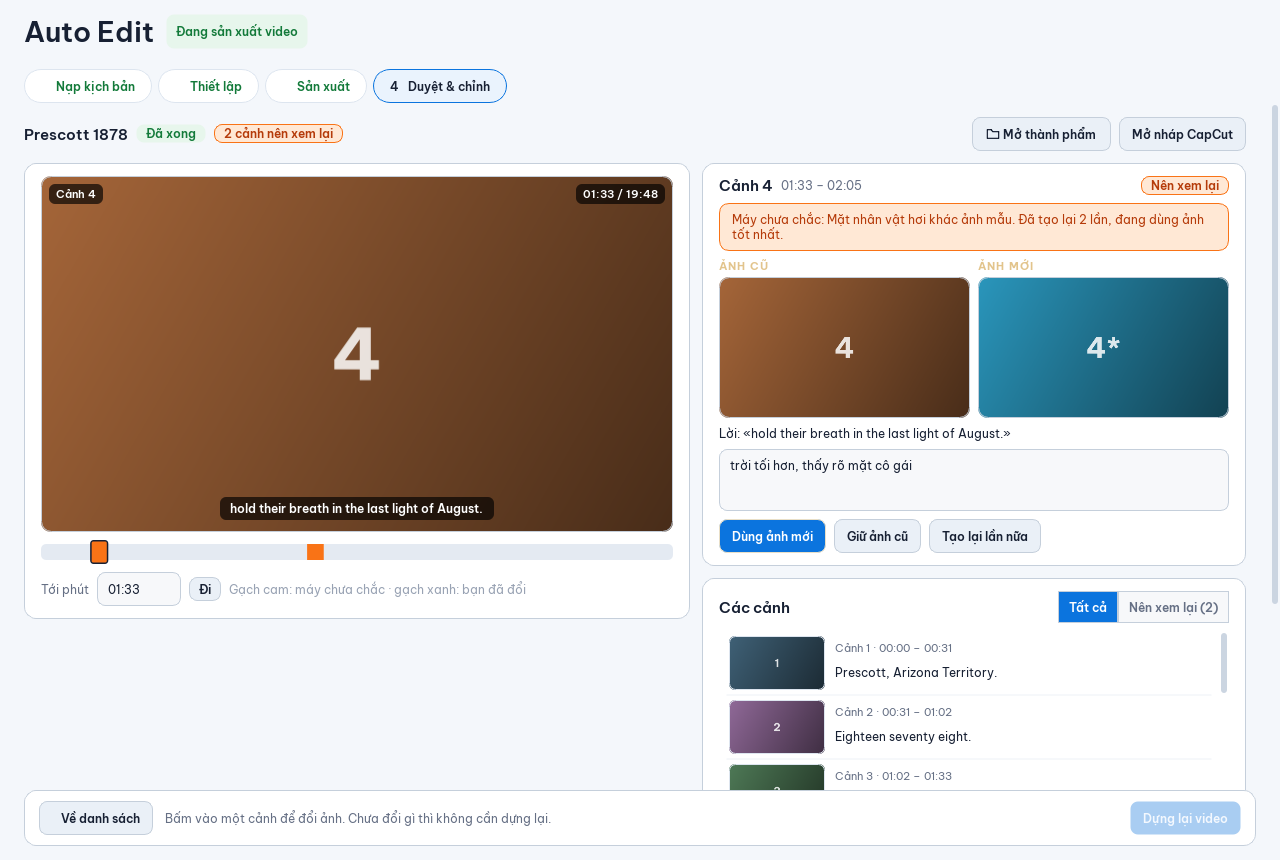 Auto Edit
Đang sản xuất video
Nạp kịch bản
Thiết lập
Sản xuất
4 Duyệt & chỉnh
Prescott 1878
Đã xong
2 cảnh nên xem lại
Mở thành phẩm
Mở nháp CapCut
Cảnh 4
01:33 / 19:48
4
hold their breath in the last light of August.
Tới phút
01:33
Đi
Gạch cam: máy chưa chắc · gạch xanh: bạn đã đổi
Cảnh 4 01:33 – 02:05
Nên xem lại
Máy chưa chắc: Mặt nhân vật hơi khác ảnh mẫu. Đã tạo lại 2 lần, đang dùng ảnh
tốt nhất.
ẢNH CŨ
ẢNH MỚI
4
4*
Lời: «hold their breath in the last light of August.»
trời tối hơn, thấy rõ mặt cô gái
Dùng ảnh mới
Giữ ảnh cũ
Tạo lại lần nữa
Các cảnh
Tất cả
Nên xem lại (2)
1
Cảnh 1 · 00:00 – 00:31
Prescott, Arizona Territory.
2
Cảnh 2 · 00:31 – 01:02
Eighteen seventy eight.
Cảnh 3 · 01:02 – 01:33
Về danh sách
Bấm vào một cảnh để đổi ảnh. Chưa đổi gì thì không cần dựng lại.
Dựng lại video